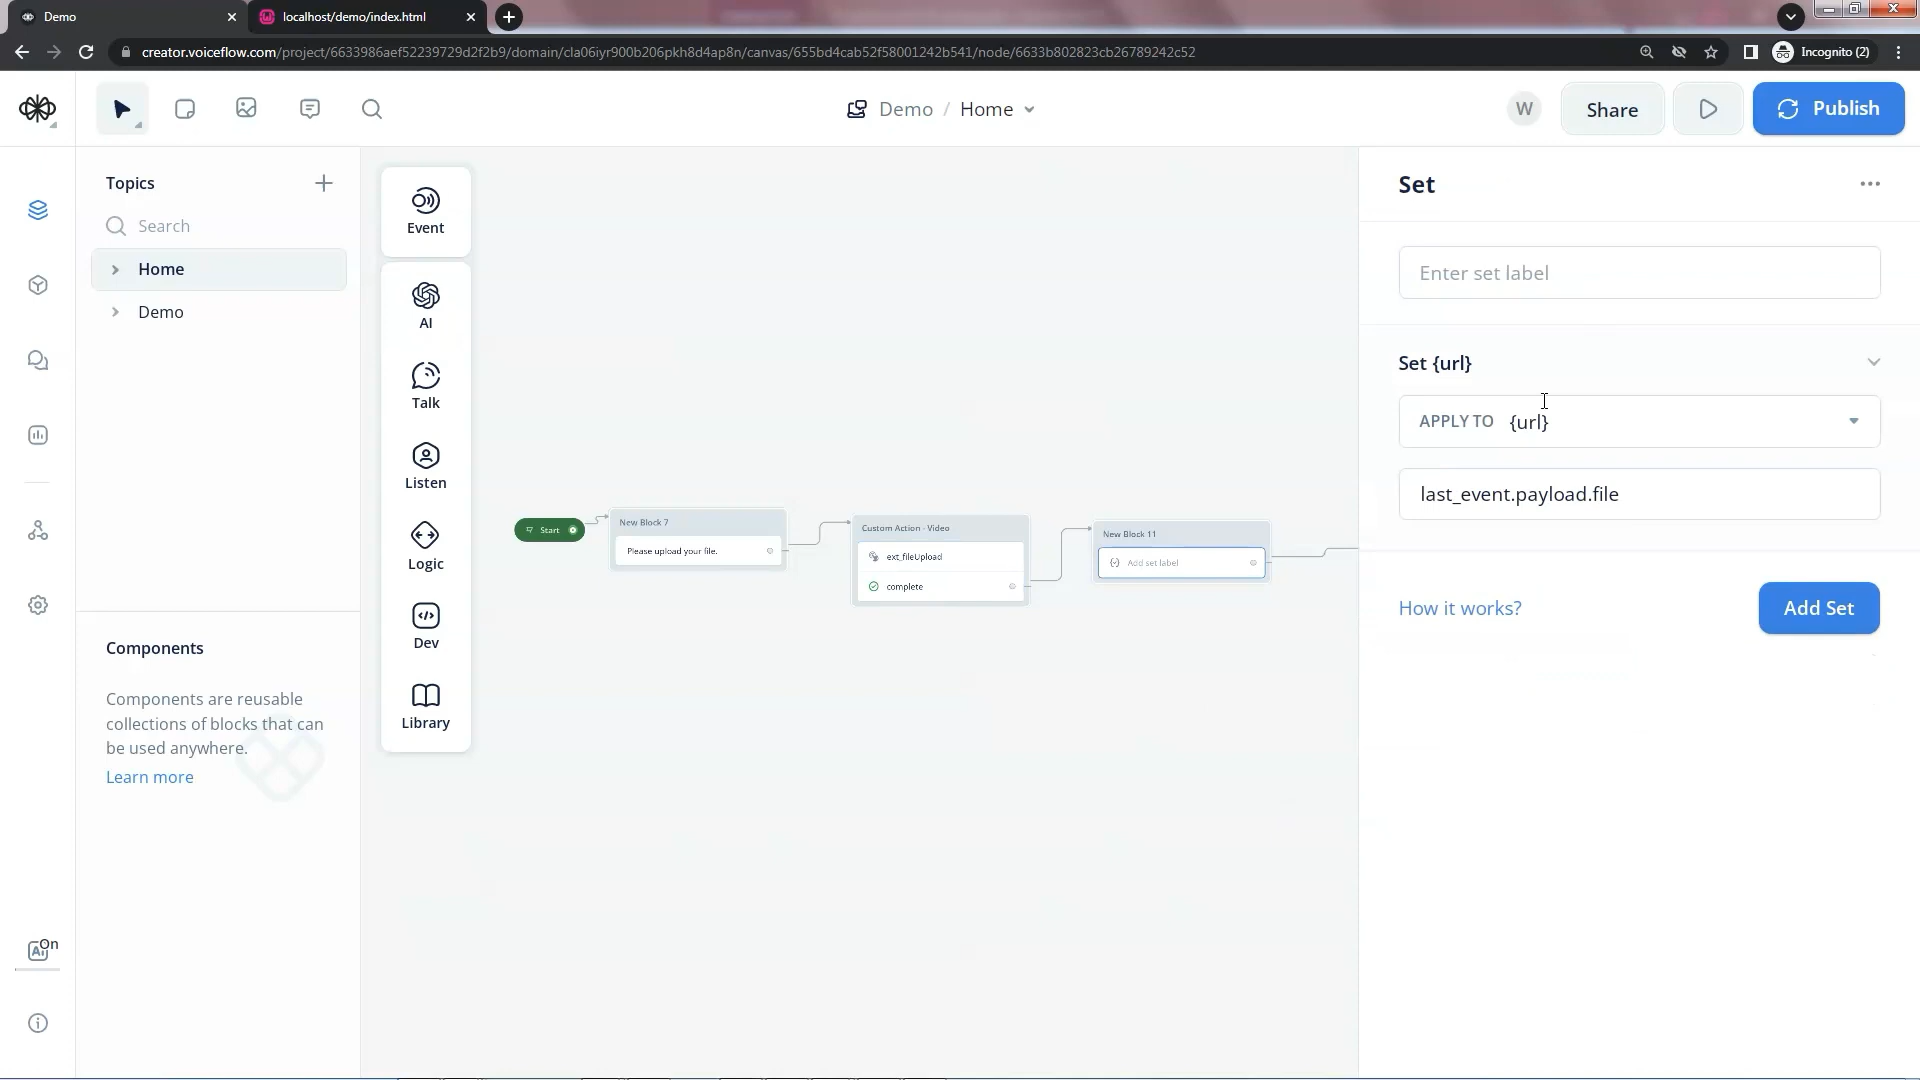 Demo
localhost/demo/index.html
creator.voiceflow.com/project/6633986aef52239729d2f2b9/domain/cla06iyr900b206pkh8d4ap8n/canvas/655bd4cab52f58001242b541/node/6633b802823cb26789242c52
Incognito (2)
Demo / Home
W
Share
Publish
Topics
Search
Home
Demo
Components
Components are reusable
collections of blocks that can
be used anywhere.
Learn more
On
Event
AI
Talk
Listen
Logic
Dev
Library
Start
New Block 7
Please upload your file.
Custom Action - Video
ext_fileUpload
complete
New Block 11
Add set label
Set
Enter set label
Set {url}
APPLY TO {url}
last_event.payload.file
How it works?
Add Set